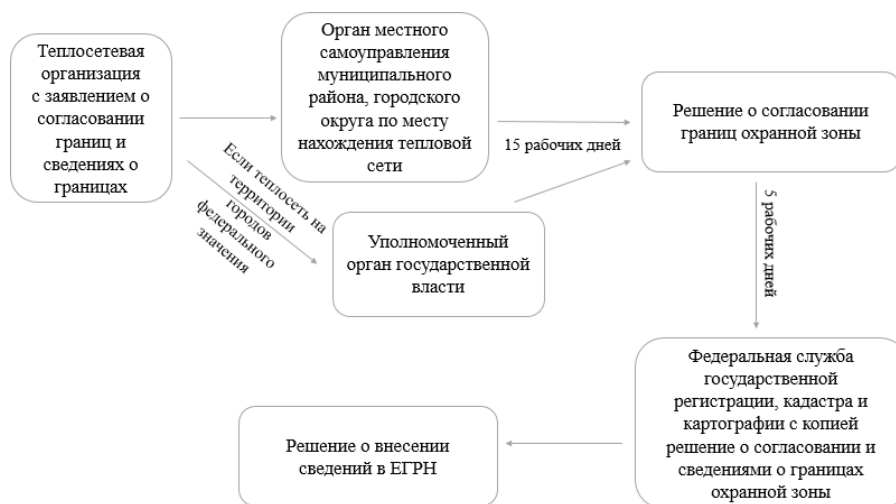 Теплосетевая
организация
с заявлением о
согласовании
границ и
сведениях о
границах
Орган местного
самоуправления
муниципального
района, городского
округа по месту
нахождения тепловой
сети
15 рабочих дней
Решение о согласовании
границ охранной зоны
Если теплосеть на
территории
городов
федерального
значения
Уполномоченный
орган государственной
власти
5 рабочих
дней
Федеральная служба
государственной
регистрации, кадастра и
картографии с копией
решение о согласовании и
сведениями о границах
охранной зоны
Решение о внесении
сведений в ЕГРН